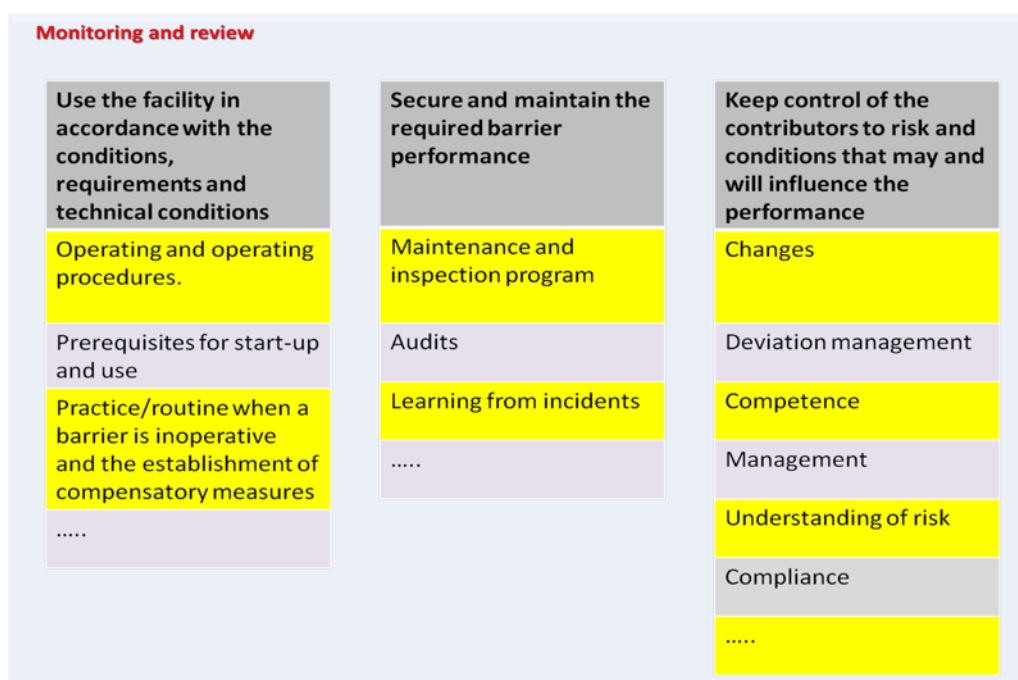 Monitoring and review
Use the facility in
accordance with the
conditions,
requirements and
technical conditions
Operating and operating
procedures.
Prerequisites for start-up
and use
Practice/routine when a
barrier is inoperative
and the establishment of
compensatory measures
.....
Secure and maintain the
required barrier
performance
Maintenance and
inspection program
Audits
Learning from incidents
.....
Keep control of the
contributors to risk and
conditions that may and
will influence the
performance
Changes
Deviation management
Competence
Management
Understanding of risk
Compliance
.....